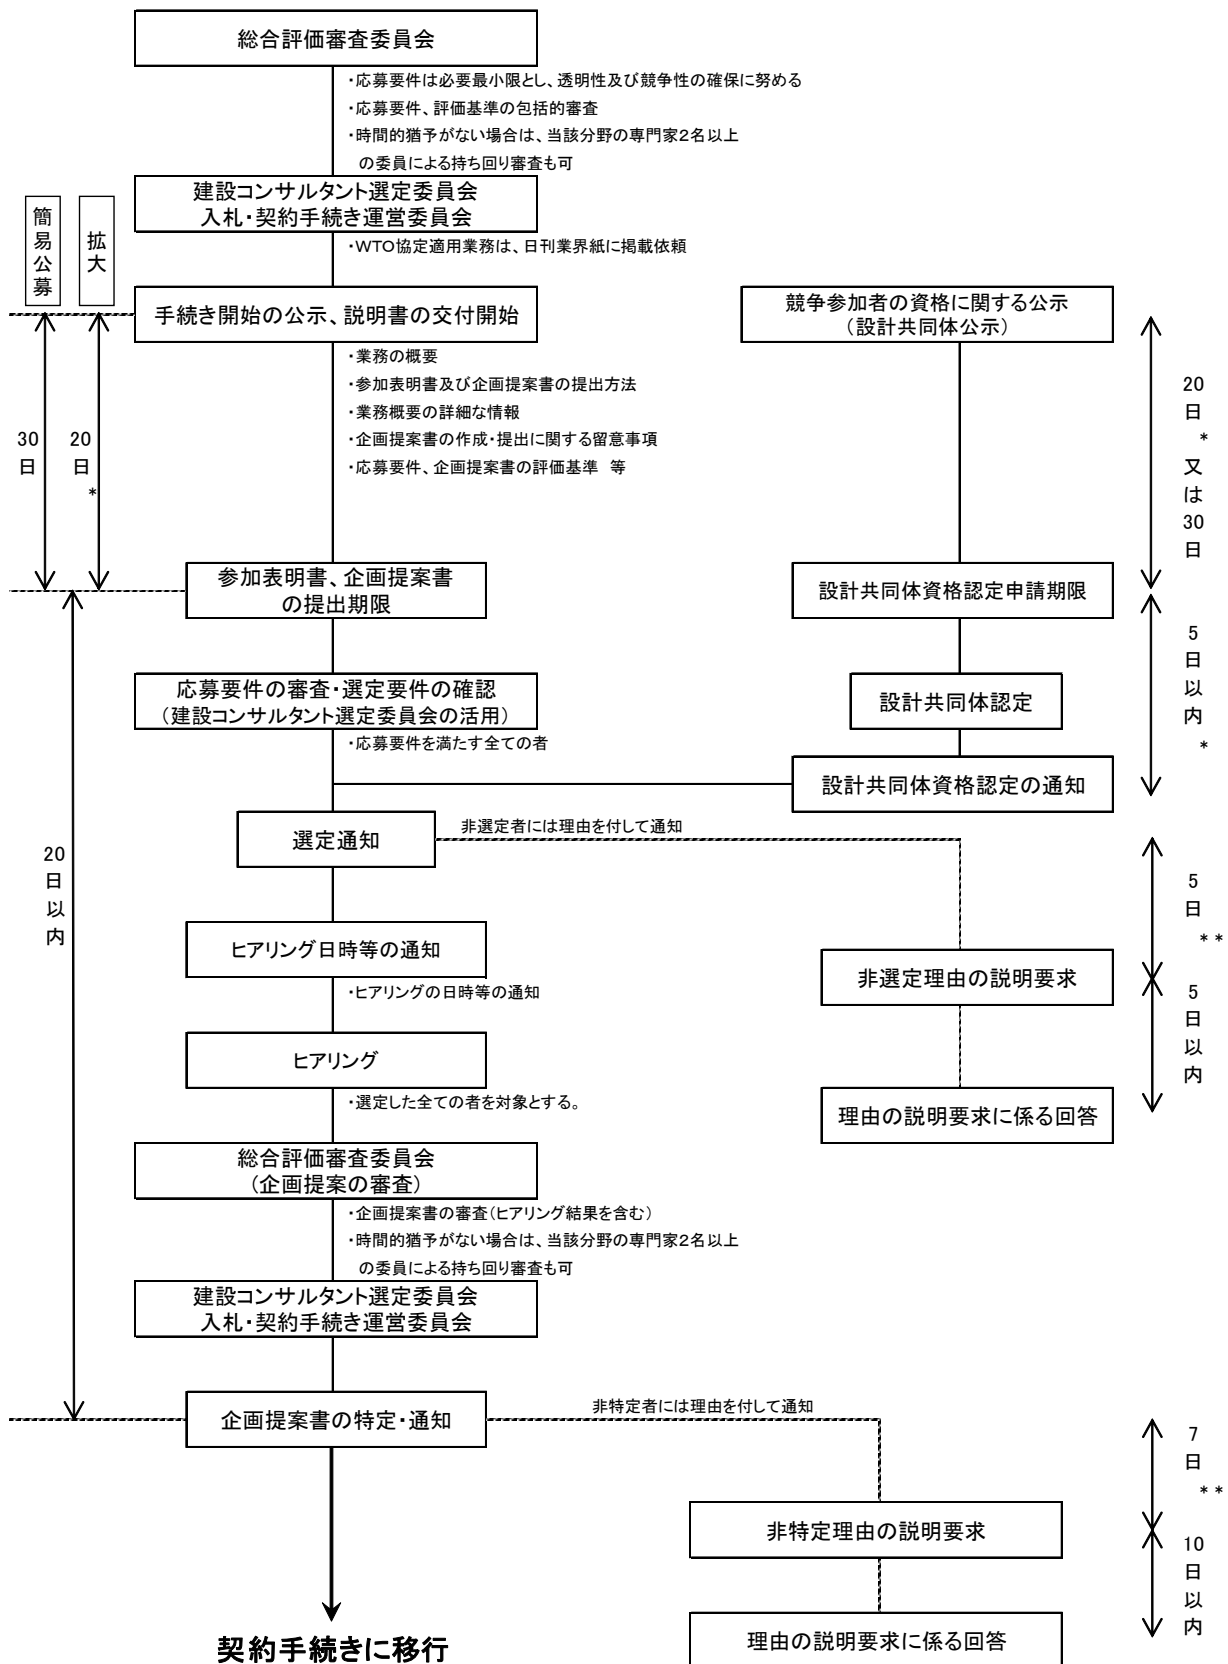 総合評価審査委員会
・応募要件は必要最小限とし、透明性及び競争性の確保に努める
・応募要件、評価基準の包括的審査
・時間的猶予がない場合は、当該分野の専門家2名以上
の委員による持ち回り審査も可
建設コンサルタント選定委員会
入札・契約手続き運営委員会
・WTO協定適用業務は、日刊業界紙に掲載依頼
簡易公募
拡大
手続き開始の公示、説明書の交付開始
・業務の概要
・参加表明書及び企画提案書の提出方法
・業務概要の詳細な情報
・企画提案書の作成・提出に関する留意事項
・応募要件、企画提案書の評価基準 等
30日
20日*
競争参加者の資格に関する公示
(設計共同体公示)
20日*又は30日
参加表明書、企画提案書
の提出期限
設計共同体資格認定申請期限
応募要件の審査・選定要件の確認
(建設コンサルタント選定委員会の活用)
・応募要件を満たす全ての者
設計共同体認定
5日以内*
設計共同体資格認定の通知
選定通知
非選定者には理由を付して通知
20日以内
5日**
ヒアリング日時等の通知
・ヒアリングの日時等の通知
非選定理由の説明要求
5日以内
ヒアリング
・選定した全ての者を対象とする。
理由の説明要求に係る回答
総合評価審査委員会
(企画提案の審査)
・企画提案書の審査(ヒアリング結果を含む)
・時間的猶予がない場合は、当該分野の専門家2名以上
の委員による持ち回り審査も可
建設コンサルタント選定委員会
入札・契約手続き運営委員会
企画提案書の特定・通知
非特定者には理由を付して通知
7日**
非特定理由の説明要求
10日以内
契約手続きに移行
理由の説明要求に係る回答